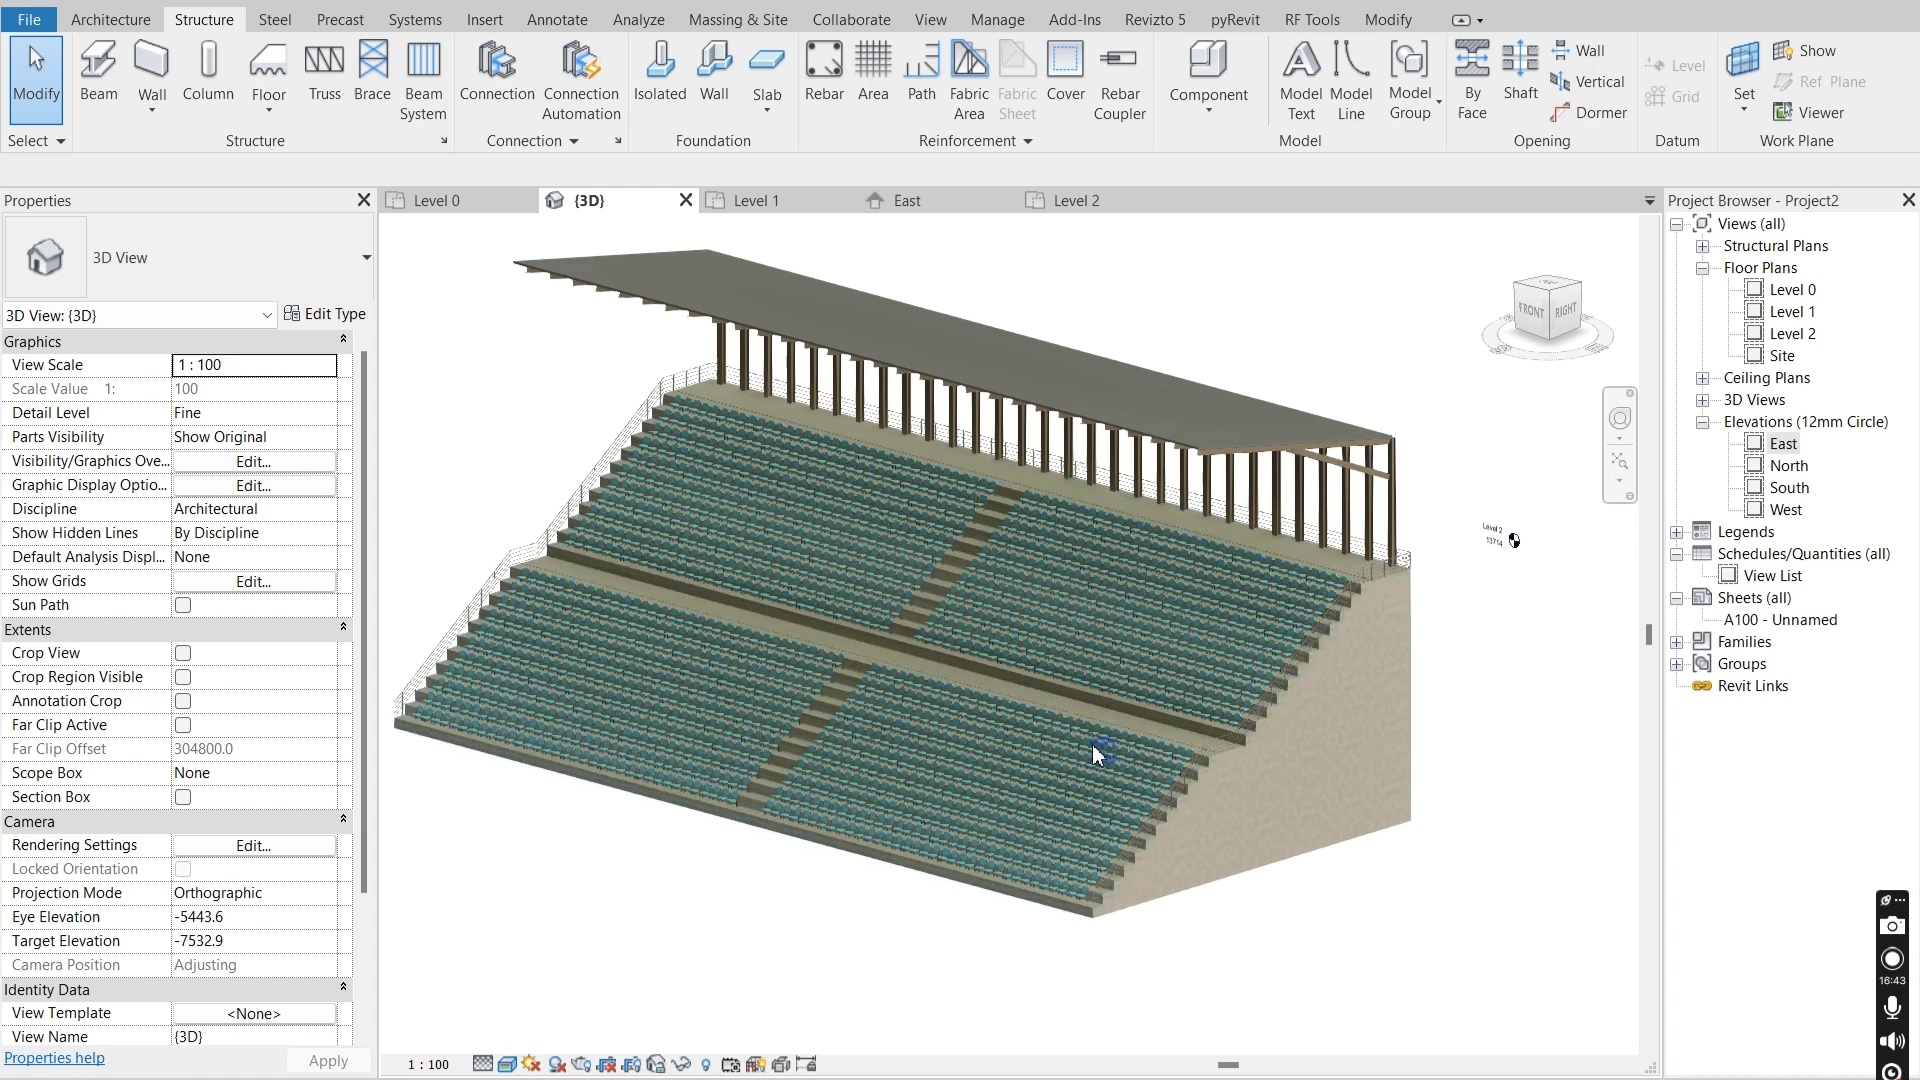 File Architecture Structure Steel Precast Systems Insert Annotate Analyze Massing & Site Collaborate View Manage Add-Ins Revizto 5 pyRevit RF Tools Modify
Modify Beam Wall Column Floor Truss Brace Beam System Connection Connection Automation Isolated Wall Slab Rebar Area Path Fabric Area Fabric Sheet Cover Rebar Coupler Component Model Text Model Line Model Group By Face Shaft Wall Vertical Dermer Level Grid Set Show Ref Plane Viewer
Select Structure Connection Foundation Reinforcement Model Opening Datum Work Plane
Properties
3D View
3D View: {3D} Edit Type
Graphics
View Scale 1 : 100
Scale Value 1: 100
Detail Level Fine
Parts Visibility Show Original
Visibility/Graphics Ove... Edit...
Graphic Display Optio... Edit...
Discipline Architectural
Show Hidden Lines By Discipline
Default Analysis Displ... None
Show Grids Edit...
Sun Path
Extents
Crop View
Crop Region Visible
Annotation Crop
Far Clip Active
Far Clip Offset 304800.0
Scope Box None
Section Box
Camera
Rendering Settings Edit...
Locked Orientation
Projection Mode Orthographic
Eye Elevation -5443.6
Target Elevation -7532.9
Camera Position Adjusting
Identity Data
View Template <None>
View Name {3D}
Properties help Apply
Level 0 {3D} Level 1 East Level 2
FRONT RIGHT
Level 2
13714
1 : 100
Project Browser - Project2
Views (all)
Structural Plans
Floor Plans
Level 0
Level 1
Level 2
Site
Ceiling Plans
3D Views
Elevations (12mm Circle)
East
North
South
West
Legends
Schedules/Quantities (all)
View List
Sheets (all)
A100 - Unnamed
Families
Groups
Revit Links
16:43